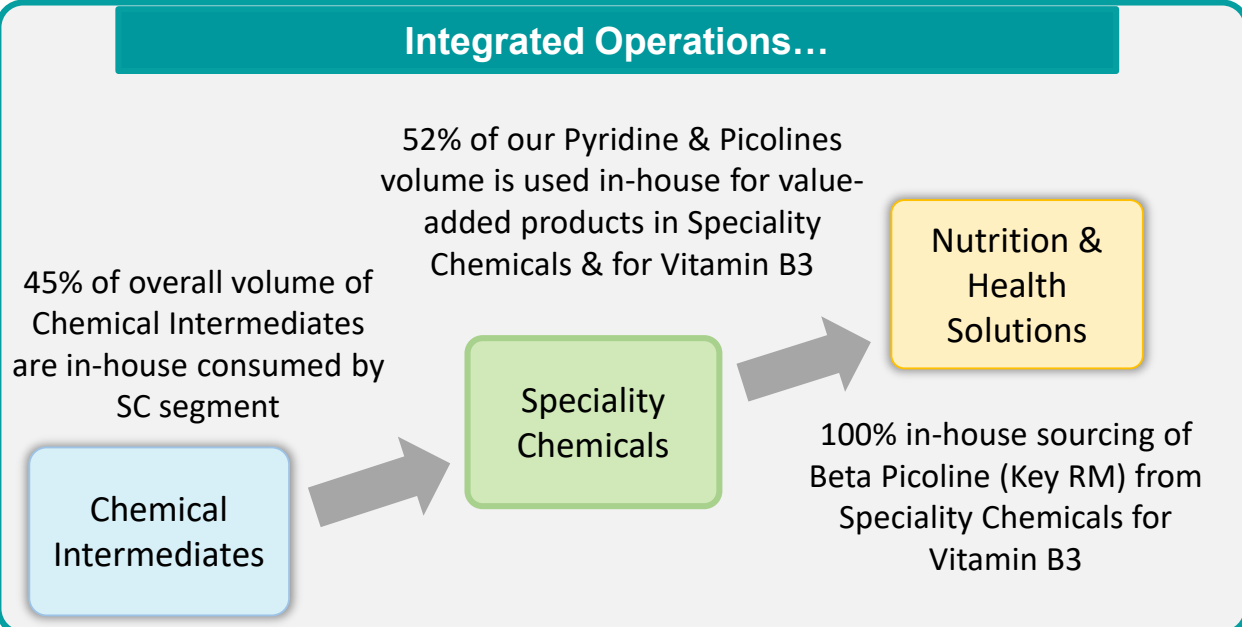 Integrated Operations…
52% of our Pyridine & Picolines
volume is used in-house for value-
added products in Speciality
Chemicals & for Vitamin B3
45% of overall volume of
Chemical Intermediates
are in-house consumed by
SC segment
Chemical
Intermediates
Speciality
Chemicals
Nutrition &
Health
Solutions
100% in-house sourcing of
Beta Picoline (Key RM) from
Speciality Chemicals for
Vitamin B3